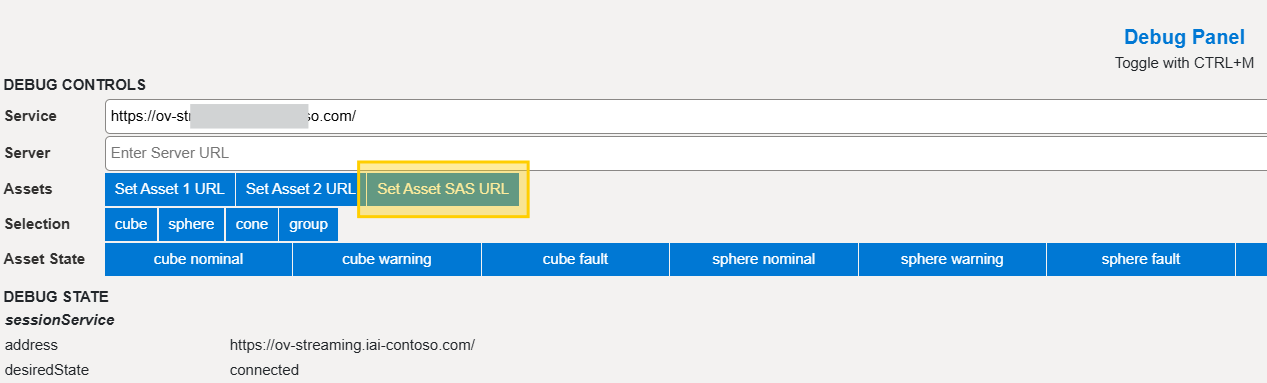 Debug Panel
Toggle with CTRL+M
DEBUG CONTROLS
Service https://ov-st so.com/
Server Enter Server URL
Assets Set Asset 1 URL Set Asset 2 URL Set Asset SAS URL
Selection cube sphere cone group
Asset State cube nominal cube warning cube fault sphere nominal sphere warning sphere fault
DEBUG STATE
sessionService
address https://ov-streaming.iai-contoso.com/
desiredState connected